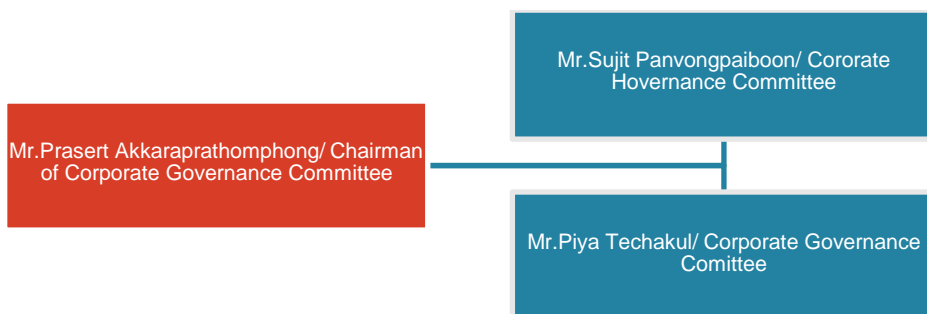 Mr.Sujit Panvongpaiboon/ Cororate
Hovernance Committee
Mr.Prasert Akkaraprathomphong/ Chairman
of Corporate Governance Committee
Mr.Piya Techakul/ Corporate Governance
Comittee